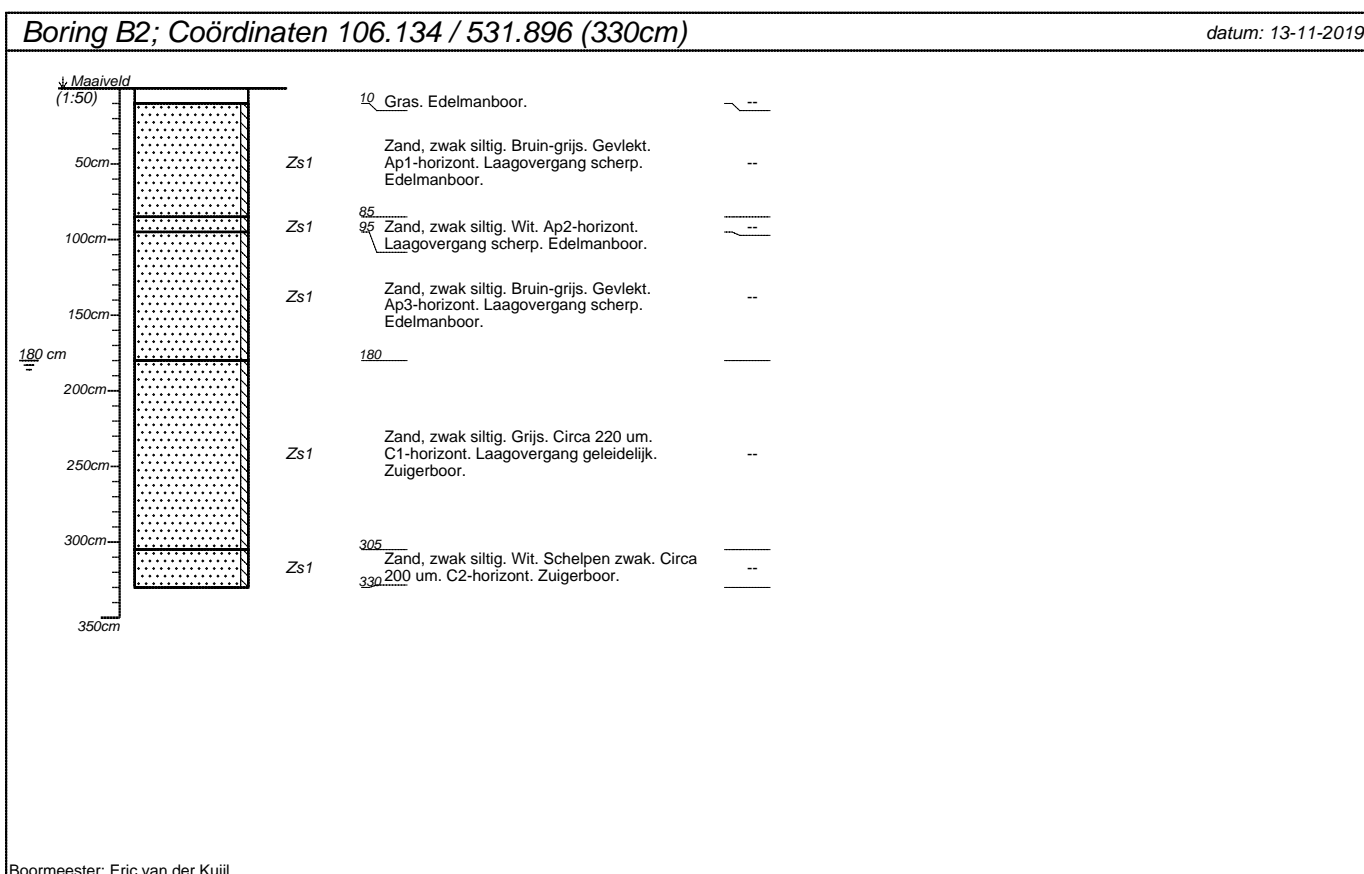 Boring B2; Coördinaten 106.134 / 531.896 (330cm)
datum: 13-11-2019
Maaiveld
(1:50)
10 Gras. Edelmanboor. --
50cm
Zs1
Zand, zwak siltig. Bruin-grijs. Gevlekt.
Ap1-horizont. Laagovergang scherp.
Edelmanboor.
--
85
95
Zs1
Zand, zwak siltig. Wit. Ap2-horizont.
Laagovergang scherp. Edelmanboor.
--
100cm
Zs1
Zand, zwak siltig. Bruin-grijs. Gevlekt.
Ap3-horizont. Laagovergang scherp.
Edelmanboor.
--
150cm
180 cm
180
200cm
Zs1
Zand, zwak siltig. Grijs. Circa 220 um.
C1-horizont. Laagovergang geleidelijk.
Zuigerboor.
--
250cm
300cm
305
Zs1
Zand, zwak siltig. Wit. Schelpen zwak. Circa
200 um. C2-horizont. Zuigerboor.
--
330
350cm
Boormeester: Eric van der Kuijl